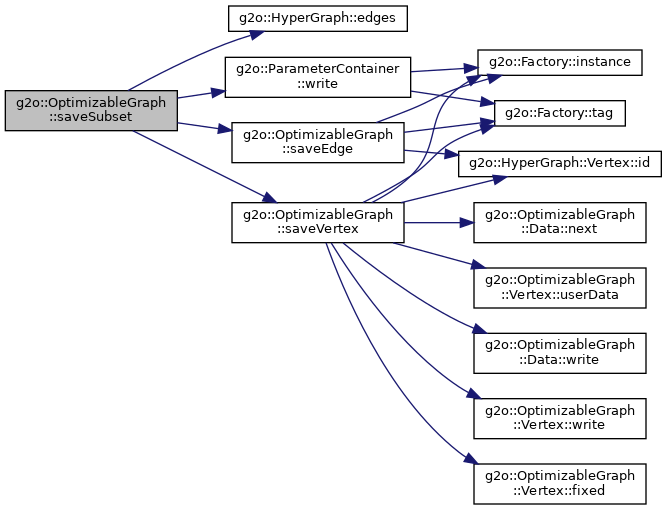 g2o::OptimizableGraph
::saveSubset
g2o::HyperGraph::edges
g2o::ParameterContainer
::write
g2o::OptimizableGraph
::saveEdge
g2o::OptimizableGraph
::saveVertex
g2o::Factory::instance
g2o::Factory::tag
g2o::HyperGraph::Vertex::id
g2o::OptimizableGraph
::Data::next
g2o::OptimizableGraph
::Vertex::userData
g2o::OptimizableGraph
::Data::write
g2o::OptimizableGraph
::Vertex::write
g2o::OptimizableGraph
::Vertex::fixed